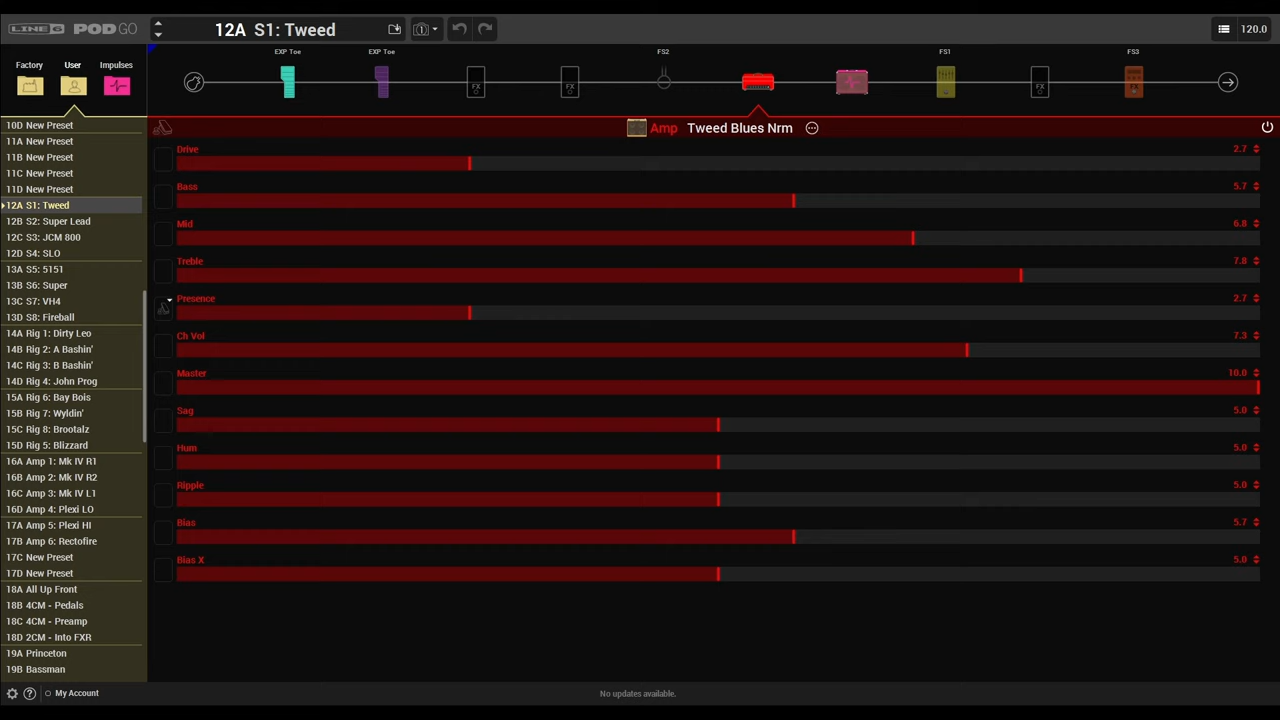 LINE 6 POD GO
12A S1: Tweed
1
120.0
Factory
User
Impulses
EXP Toe
EXP Toe
FS2
FS1
FS3
FX
FX
FX
Amp Tweed Blues Nrm
10D New Preset
11A New Preset
11B New Preset
11C New Preset
11D New Preset
12A S1: Tweed
12B S2: Super Lead
12C S3: JCM 800
12D S4: SLO
13A S5: 5151
13B S6: Super
13C S7: VH4
13D S8: Fireball
14A Rig 1: Dirty Leo
14B Rig 2: A Bashin'
14C Rig 3: B Bashin'
14D Rig 4: John Prog
15A Rig 6: Bay Bois
15B Rig 7: Wyldin'
15C Rig 8: Brootalz
15D Rig 5: Blizzard
16A Amp 1: Mk IV R1
16B Amp 2: Mk IV R2
16C Amp 3: Mk IV L1
16D Amp 4: Plexi LO
17A Amp 5: Plexi HI
17B Amp 6: Rectofire
17C New Preset
17D New Preset
18A All Up Front
18B 4CM - Pedals
18C 4CM - Preamp
18D 2CM - Into FXR
19A Princeton
19B Bassman
Drive 2.7
Bass 5.7
Mid 6.8
Treble 7.8
Presence 2.7
Ch Vol 7.3
Master 10.0
Sag 5.0
Hum 5.0
Ripple 5.0
Bias 5.7
Bias X 5.0
? My Account
No updates available.